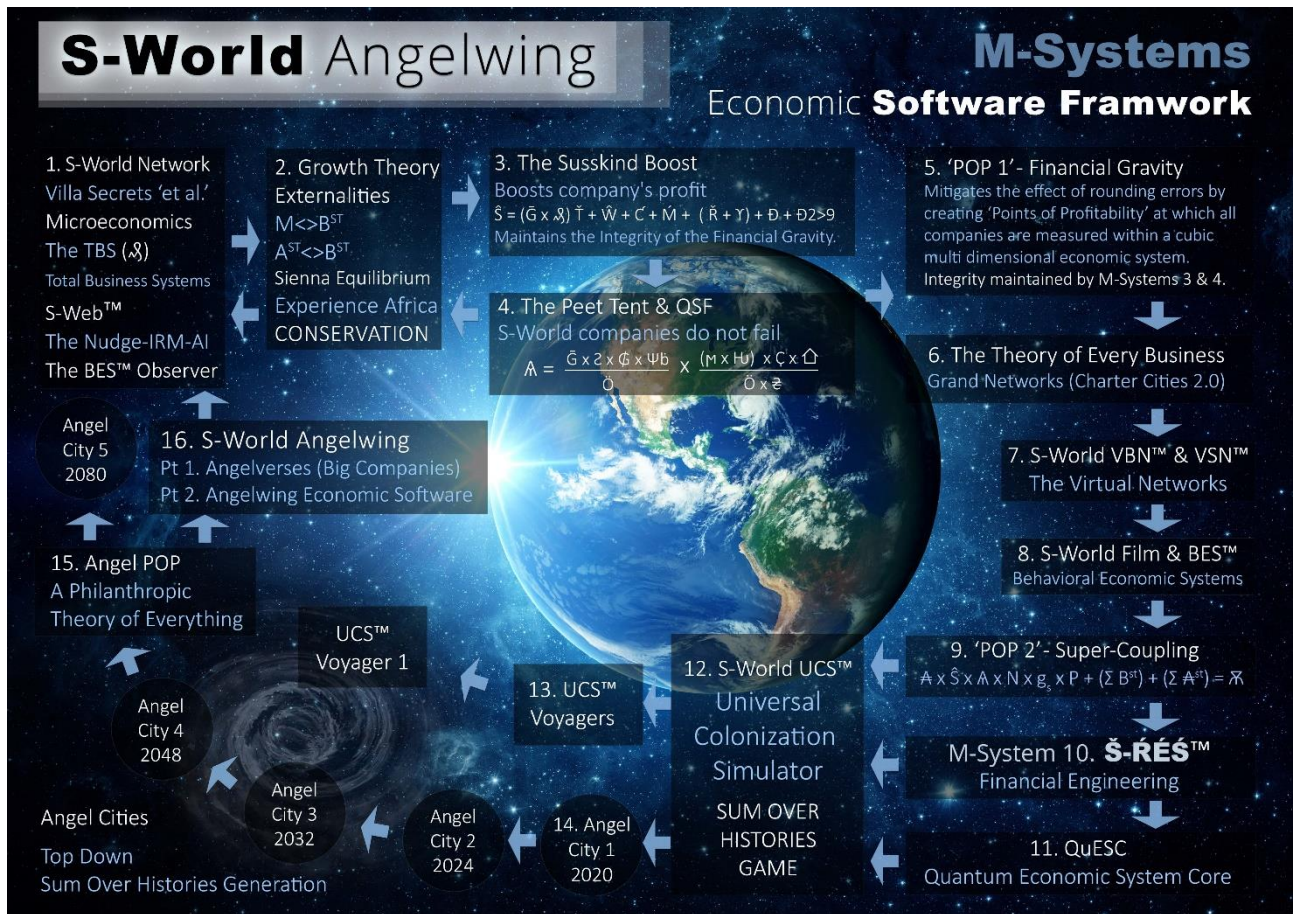 S-World Angelwing
M-Systems
Economic Software Framwork
1. S-World Network
Villa Secrets 'et al.'
Microeconomics
The TBS (
Total Business Systems
S-Web™
The Nudge-IRM-AI
The BES™ Observer
2. Growth Theory
Externalities
M<>Bˢᵀ
Aˢᵀ<>Bˢᵀ
Sienna Equilibrium
Experience Africa
CONSERVATION
3. The Susskind Boost
Boosts company's profit
Maintains the Integrity of the Financial Gravity.
4. The Peet Tent & QSF
S-World companies do not fail
5. 'POP 1'- Financial Gravity
Mitigates the effect of rounding errors by
creating 'Points of Profitability' at which all
companies are measured within a cubic
multi dimensional economic system.
Integrity maintained by M-Systems 3 & 4.
6. The Theory of Every Business
Grand Networks (Charter Cities 2.0)
7. S-World VBN™ & VSN™
The Virtual Networks
8. S-World Film & BES™
Behavioral Economic Systems
9. 'POP 2'- Super-Coupling
M-System 10. Š-ŔÉŚ™
Financial Engineering
11. QuESC
Quantum Economic System Core
12. S-World UCS™
Universal
Colonization
Simulator
SUM OVER
HISTORIES
GAME
13. UCS™
Voyagers
UCS™
Voyager 1
14. Angel
City 1
2020
Angel
City 2
2024
Angel
City 3
2032
Angel
City 4
2048
Angel Cities
Top Down
Sum Over Histories Generation
15. Angel POP
A Philanthropic
Theory of Everything
Angel
City 5
2080
16. S-World Angelwing
Pt 1. Angelverses (Big Companies)
Pt 2. Angelwing Economic Software